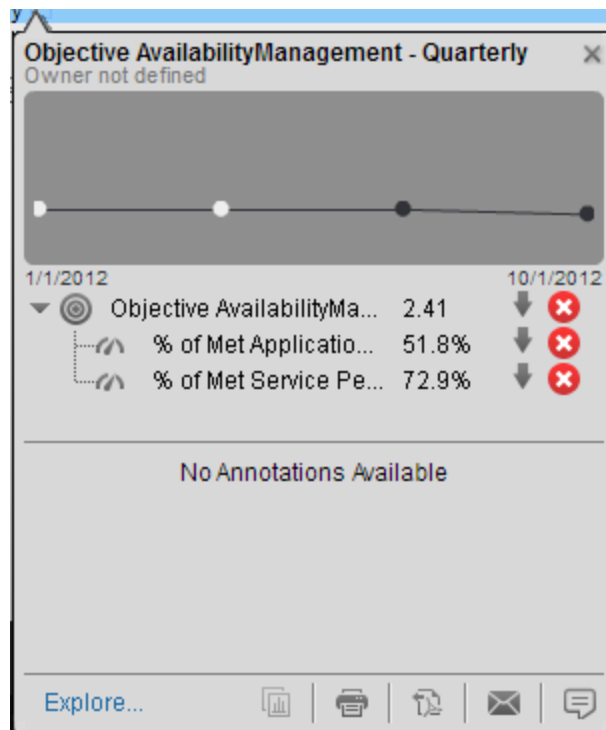 Objective AvailabilityManagement - Quarterly
Owner not defined
1/1/2012 10/1/2012
Objective AvailabilityMa... 2.41
% of Met Applicatio... 51.8%
% of Met Service Pe... 72.9%
No Annotations Available
Explore...